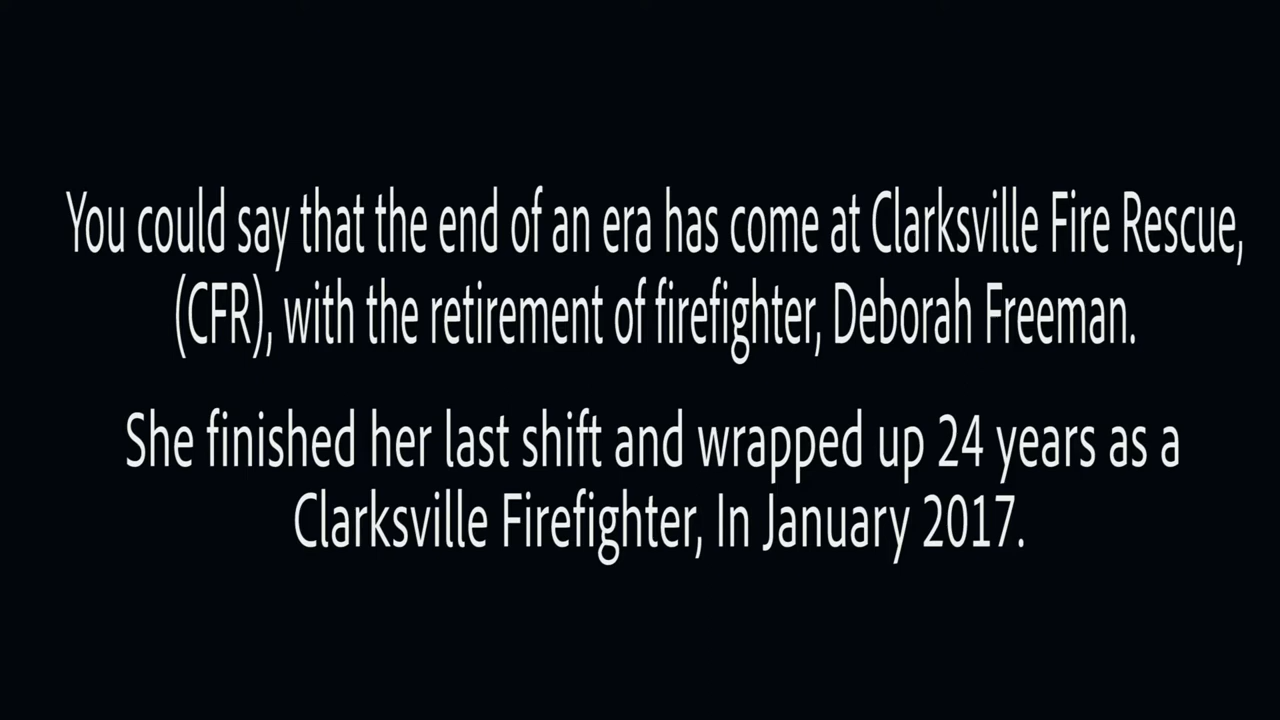 You could say that the end of an era has come at Clarksville Fire Rescue,
(CFR), with the retirement of firefighter, Deborah Freeman.
She finished her last shift and wrapped up 24 years as a
Clarksville Firefighter, In January 2017.